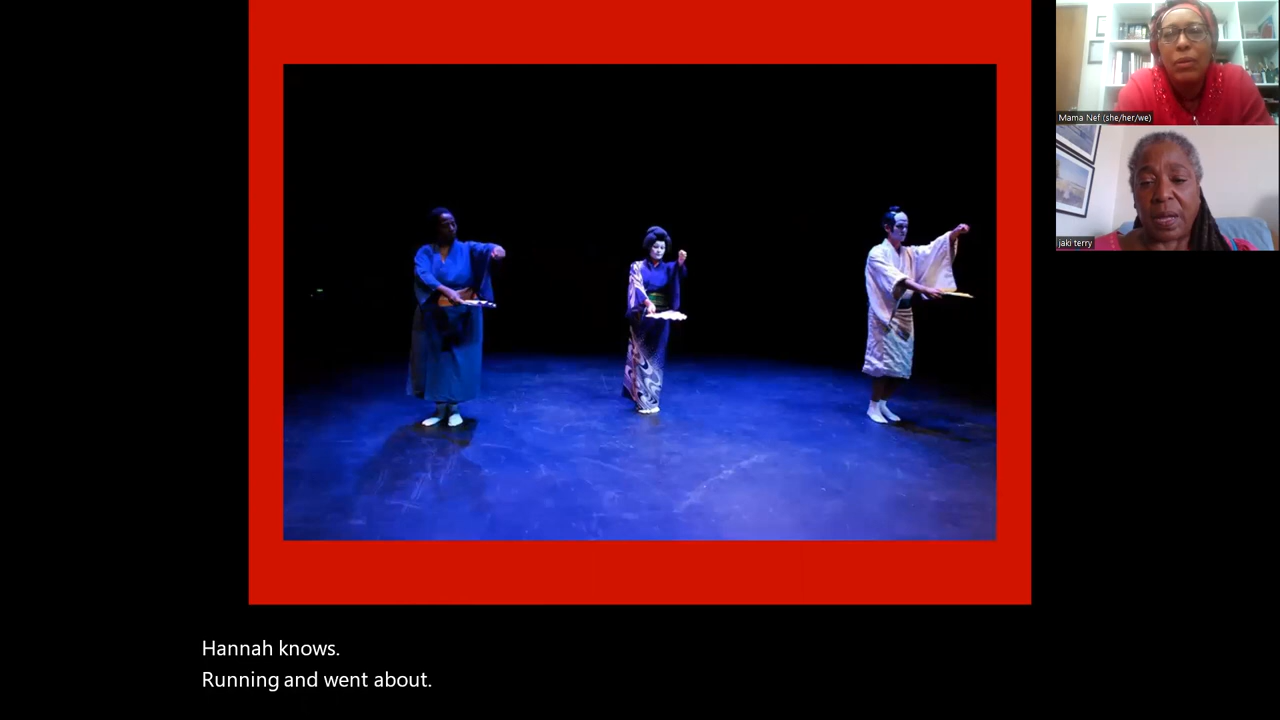 Mama Nef (she/her/we)
jaki terry
Hannah knows.
Running and went about.